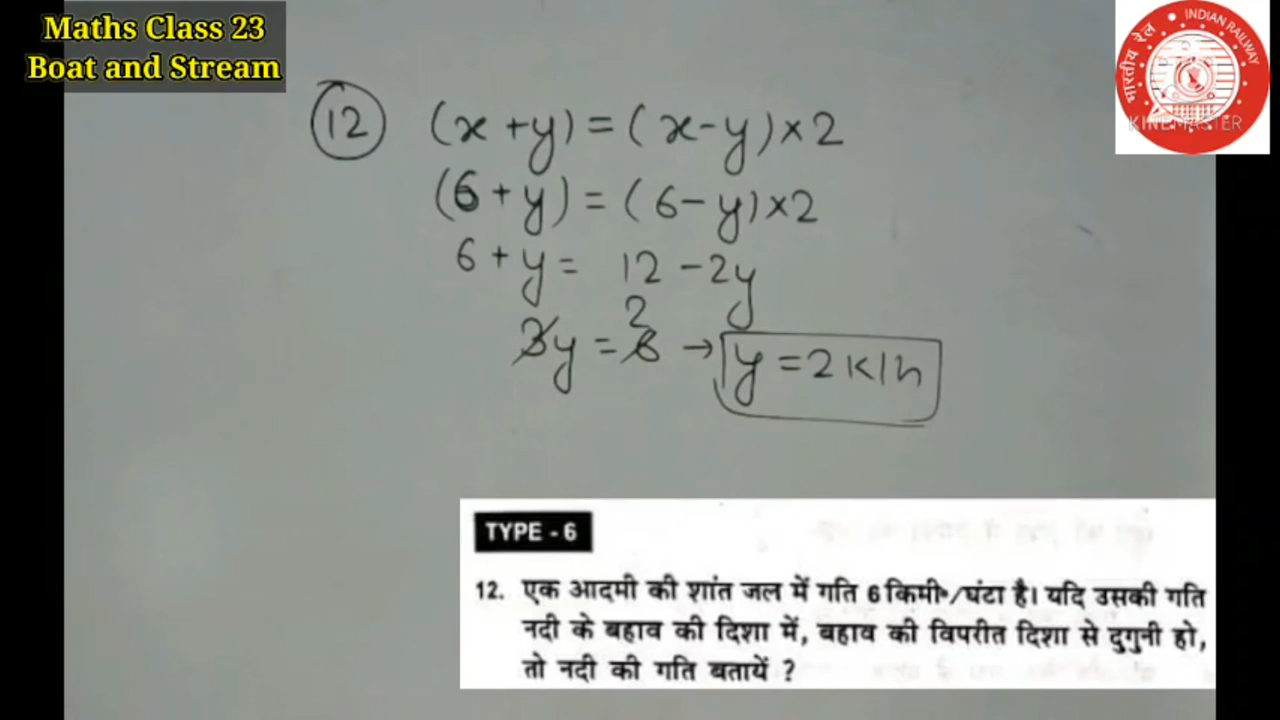 Maths Class 23
Boat and Stream
भारतीय रेल INDIAN RAILWAY
KINEMASTER
12 (x + y) = (x - y) × 2
(6 + y) = (6 - y) × 2
6 + y = 12 - 2y
2
3y = 6 → y = 2 K/h
TYPE - 6
12. एक आदमी की शांत जल में गति 6 किमी०/घंटा है। यदि उसकी गति
नदी के बहाव की दिशा में, बहाव की विपरीत दिशा से दुगुनी हो,
तो नदी की गति बतायें ?